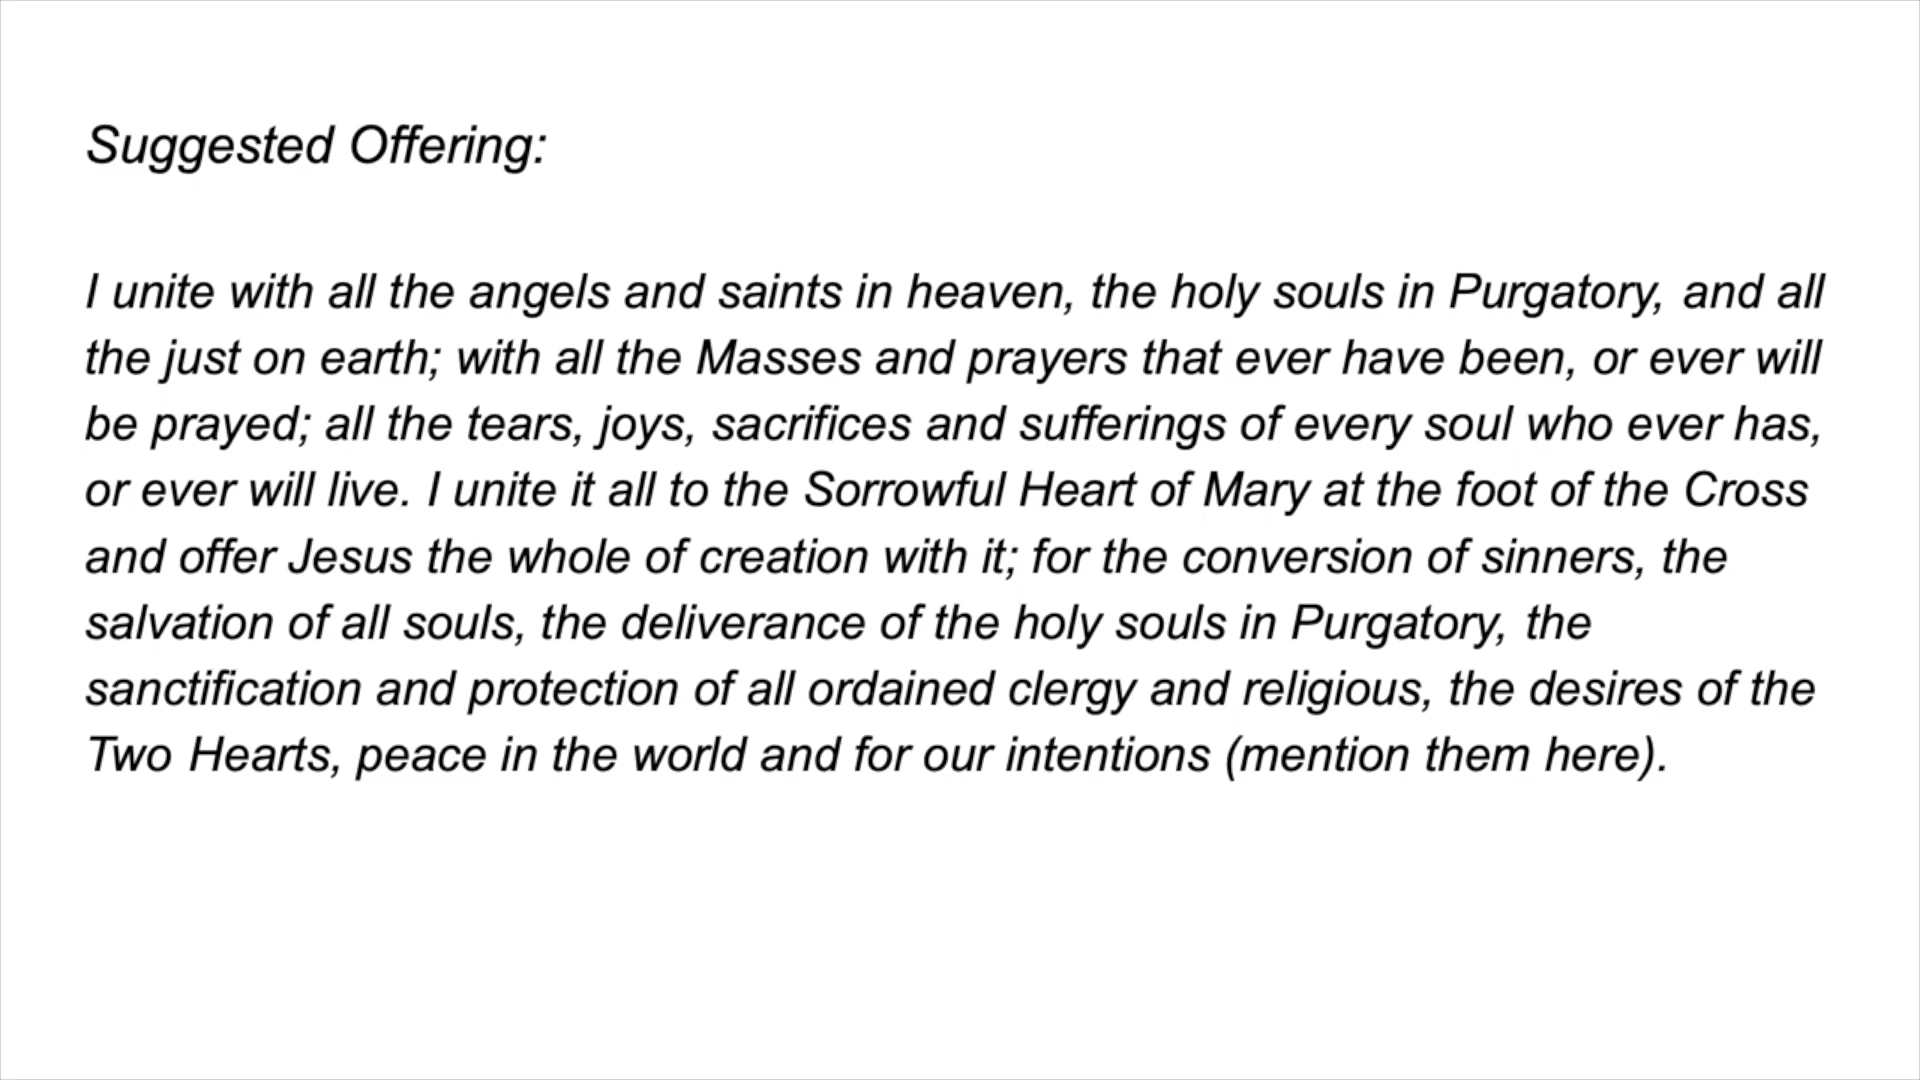 Suggested Offering:
I unite with all the angels and saints in heaven, the holy souls in Purgatory, and all
the just on earth; with all the Masses and prayers that ever have been, or ever will
be prayed; all the tears, joys, sacrifices and sufferings of every soul who ever has,
or ever will live. I unite it all to the Sorrowful Heart of Mary at the foot of the Cross
and offer Jesus the whole of creation with it; for the conversion of sinners, the
salvation of all souls, the deliverance of the holy souls in Purgatory, the
sanctification and protection of all ordained clergy and religious, the desires of the
Two Hearts, peace in the world and for our intentions (mention them here).